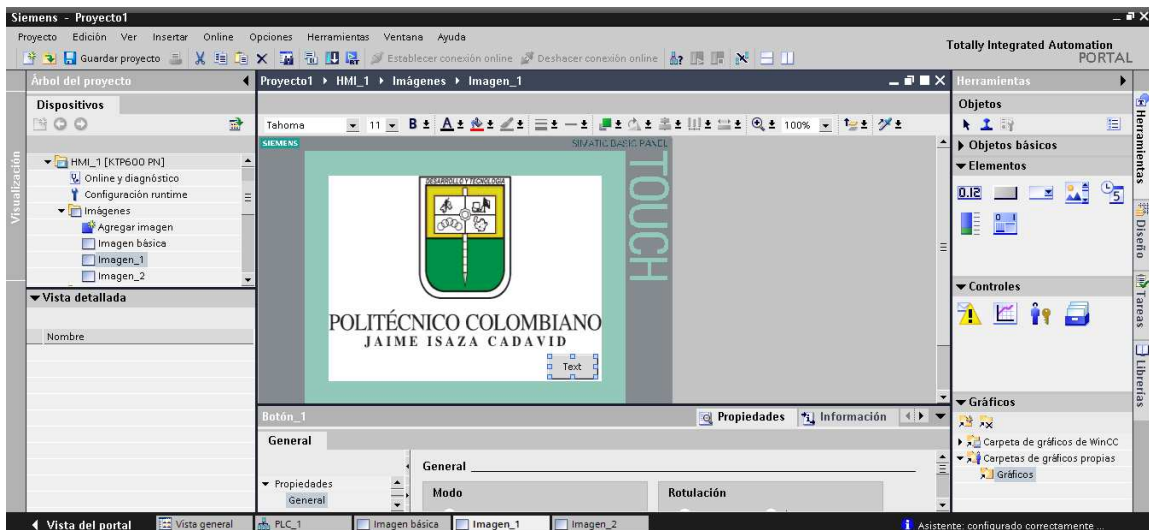 Siemens - Proyecto1
Proyecto Edición Ver Insertar Online Opciones Herramientas Ventana Ayuda
Guardar proyecto Establecer conexión online Deshacer conexión online
Totally Integrated Automation
PORTAL
Árbol del proyecto
Dispositivos
Visualización
HMI_1 [KTP600 PN]
Online y diagnóstico
Configuración runtime
Imágenes
Agregar imagen
Imagen básica
Imagen_1
Imagen_2
Vista detallada
Nombre
Proyecto1 HMI_1 Imágenes Imagen_1
Tahoma 11 B A 100%
SIEMENS SIMATIC BASIC PANEL
TOUCH
DESARROLLO Y TECNOLOGIA
POLITÉCNICO COLOMBIANO
JAIME ISAZA CADAVID
Text
Botón_1 Propiedades Información
General
Propiedades
General
General
Modo Rotulación
Herramientas
Objetos
Objetos básicos
Elementos
0.12
5
Controles
Gráficos
Carpeta de gráficos de WinCC
Carpetas de gráficos propias
Gráficos
Herramientas
Diseño
Tareas
Librerías
Vista del portal Vista general PLC_1 Imagen básica Imagen_1 Imagen_2 Asistente: configurado correctamente...